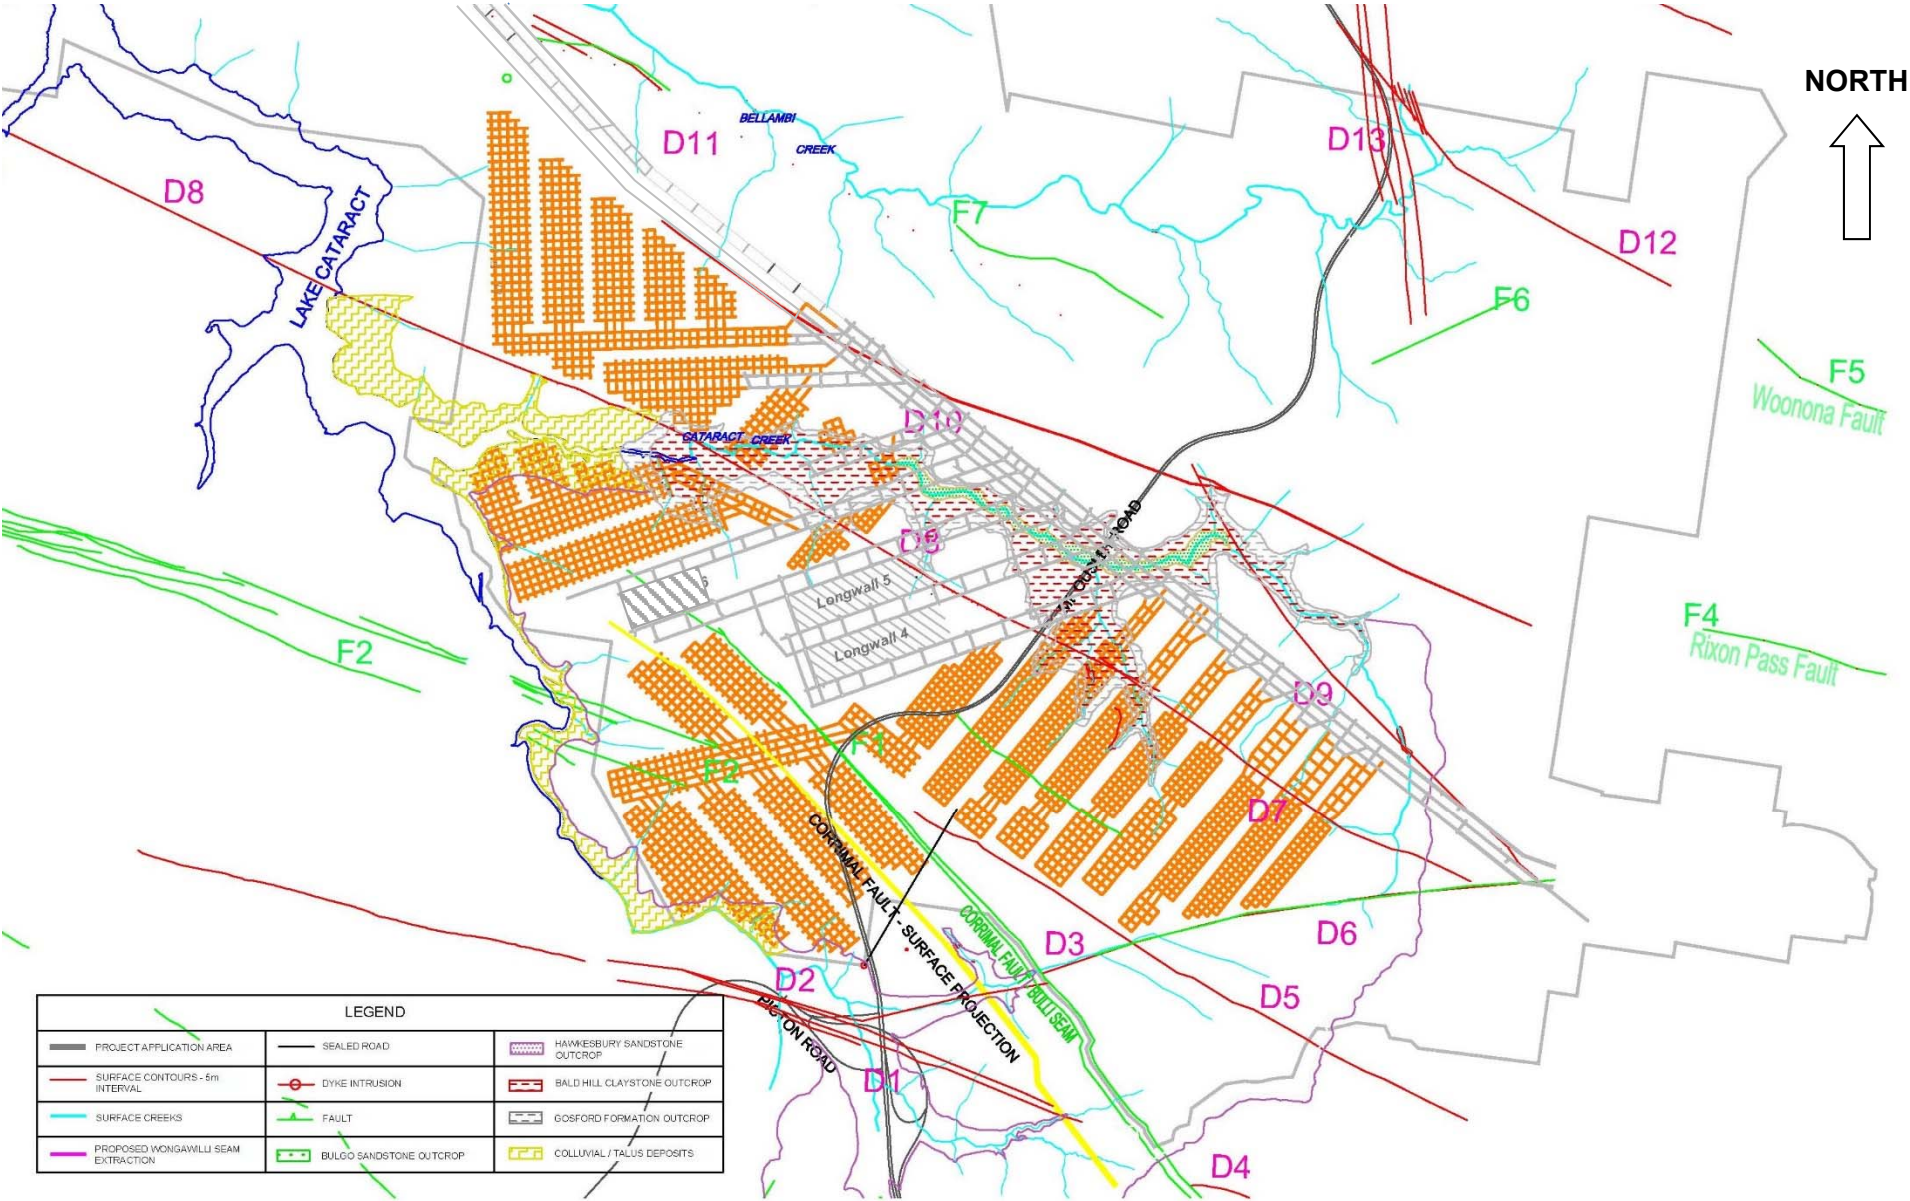 NORTH
BELLAMBI
CREEK
D11
D13
D8
LAKE CATARACT
F7
D12
F6
F5
Woonona Fault
D10
CATARACT CREEK
D8
ROAD
6
Longwall 5
Longwall 4
F4
Rixon Pass Fault
F2
D9
F1
F2
D7
CORRIMAL FAULT - SURFACE PROJECTION
CORRIMAL FAULT BULLI SEAM
D3
D6
D2
D5
PICTON ROAD
D1
D4
LEGEND
PROJECT APPLICATION AREA
SEALED ROAD
HAWKESBURY SANDSTONE
OUTCROP
SURFACE CONTOURS - 5m
INTERVAL
DYKE INTRUSION
BALD HILL CLAYSTONE OUTCROP
SURFACE CREEKS
FAULT
GOSFORD FORMATION OUTCROP
PROPOSED WONGAWILLI SEAM
EXTRACTION
BULGO SANDSTONE OUTCROP
COLLUVIAL / TALUS DEPOSITS